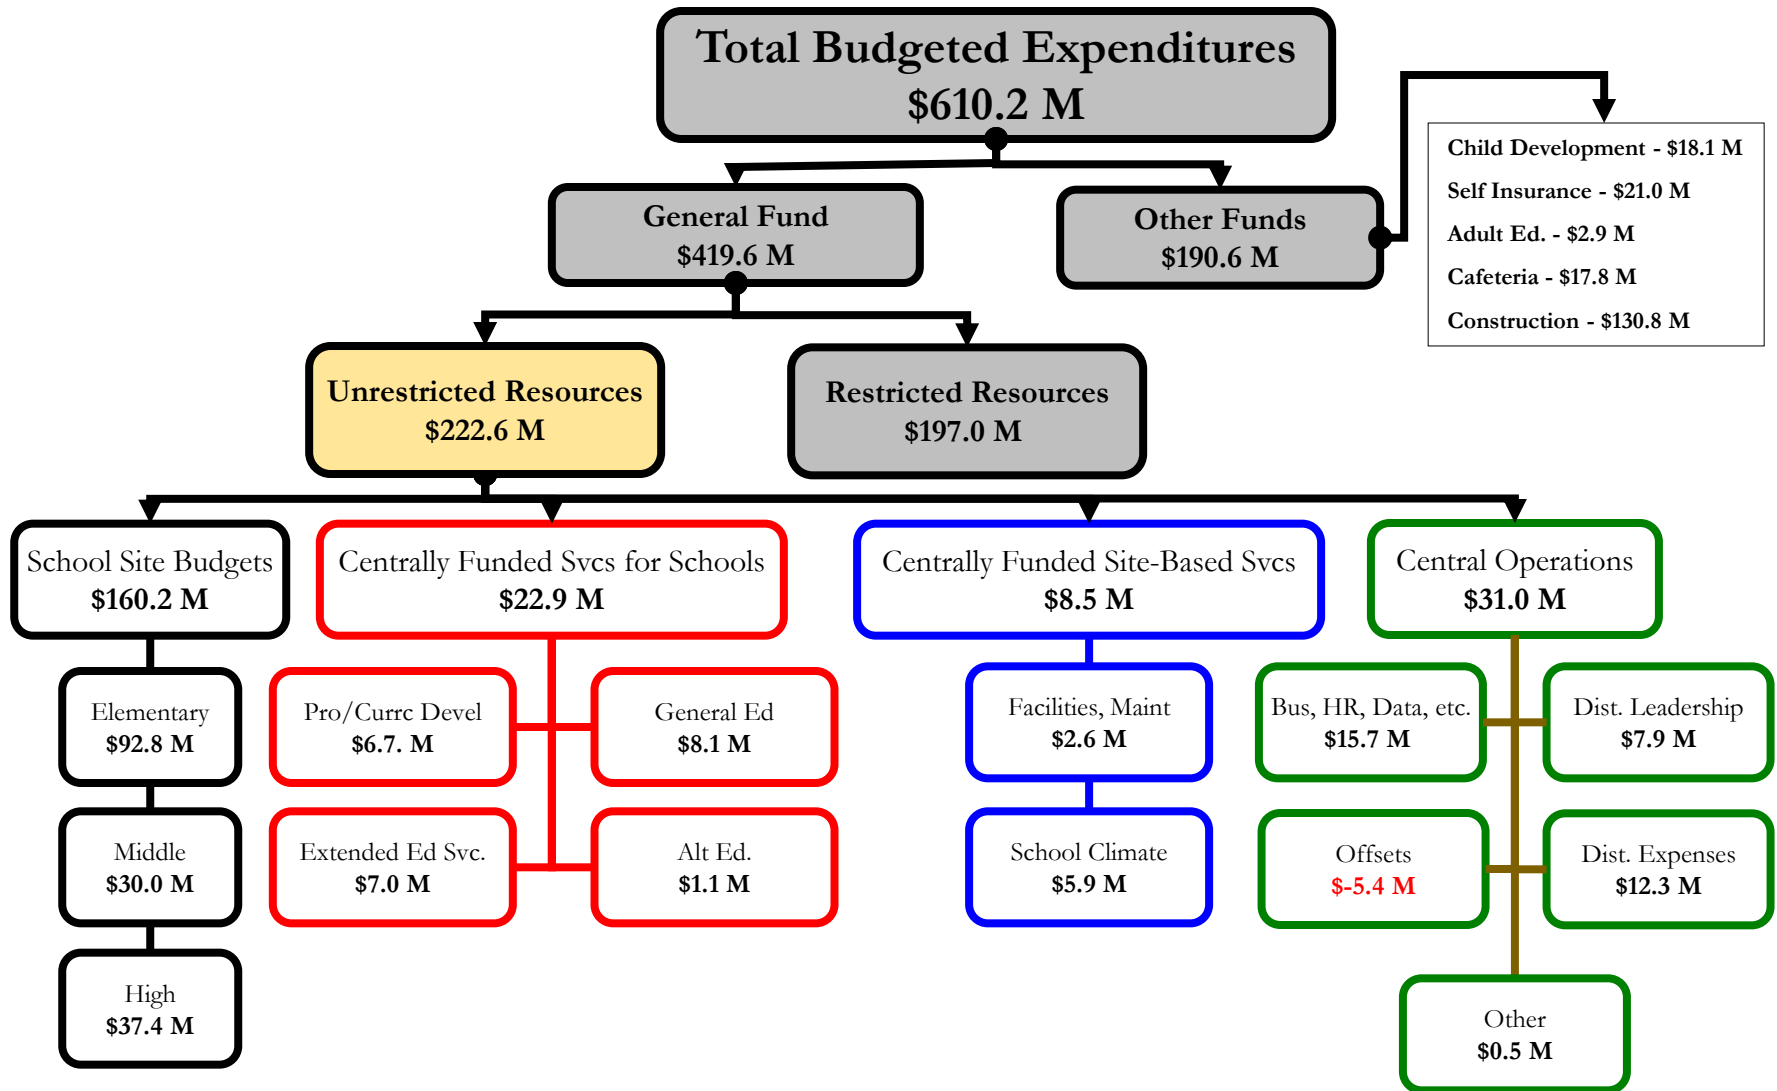 Total Budgeted Expenditures
$610.2 M
General Fund
$419.6 M
Other Funds
$190.6 M
Child Development - $18.1 M
Self Insurance - $21.0 M
Adult Ed. - $2.9 M
Cafeteria - $17.8 M
Construction - $130.8 M
Unrestricted Resources
$222.6 M
Restricted Resources
$197.0 M
School Site Budgets
$160.2 M
Centrally Funded Svcs for Schools
$22.9 M
Centrally Funded Site-Based Svcs
$8.5 M
Central Operations
$31.0 M
Elementary
$92.8 M
Middle
$30.0 M
High
$37.4 M
Pro/Currc Devel
$6.7. M
General Ed
$8.1 M
Extended Ed Svc.
$7.0 M
Alt Ed.
$1.1 M
Facilities, Maint
$2.6 M
School Climate
$5.9 M
Bus, HR, Data, etc.
$15.7 M
Dist. Leadership
$7.9 M
Offsets
$-5.4 M
Dist. Expenses
$12.3 M
Other
$0.5 M